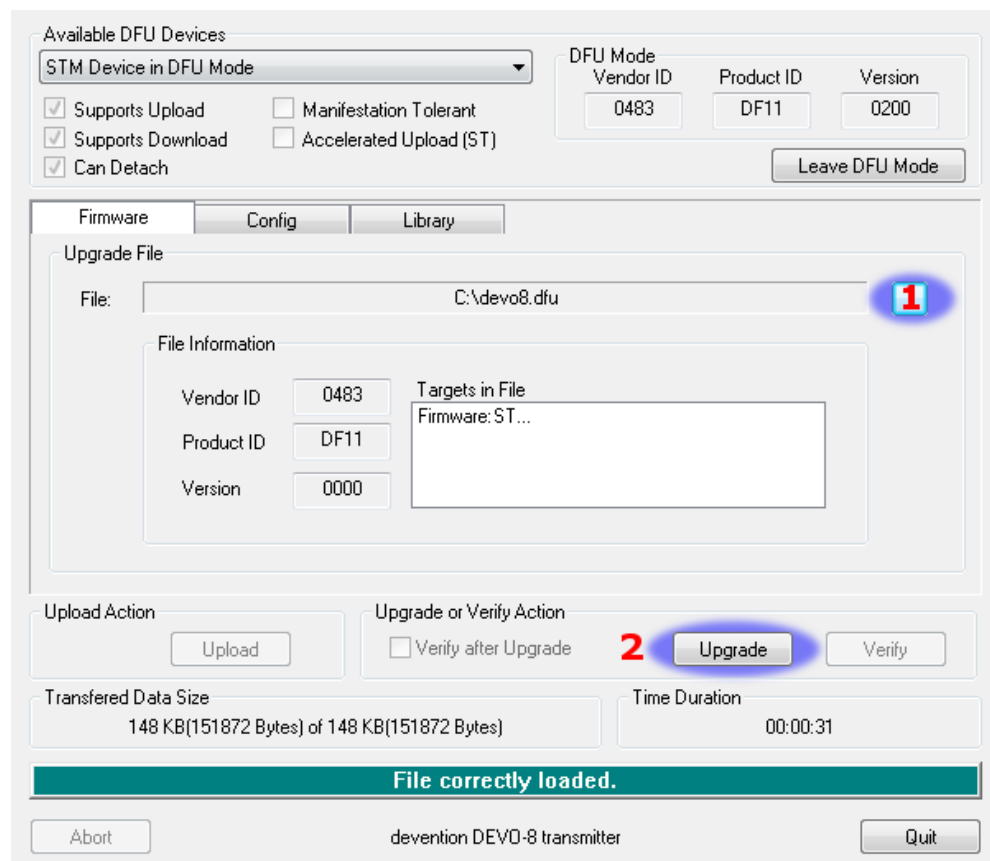 Available DFU Devices
STM Device in DFU Mode
Supports Upload
Manifestation Tolerant
Supports Download
Accelerated Upload (ST)
Can Detach
DFU Mode
Vendor ID Product ID Version
0483 DF11 0200
Leave DFU Mode
Firmware Config Library
Upgrade File
File: C:\devo8.dfu 1
File Information
Vendor ID 0483
Product ID DF11
Version 0000
Targets in File
Firmware: ST...
Upload Action
Upload
Upgrade or Verify Action
Verify after Upgrade 2 Upgrade Verify
Transfered Data Size
148 KB(151872 Bytes) of 148 KB(151872 Bytes)
Time Duration
00:00:31
File correctly loaded.
Abort devention DEVO-8 transmitter Quit